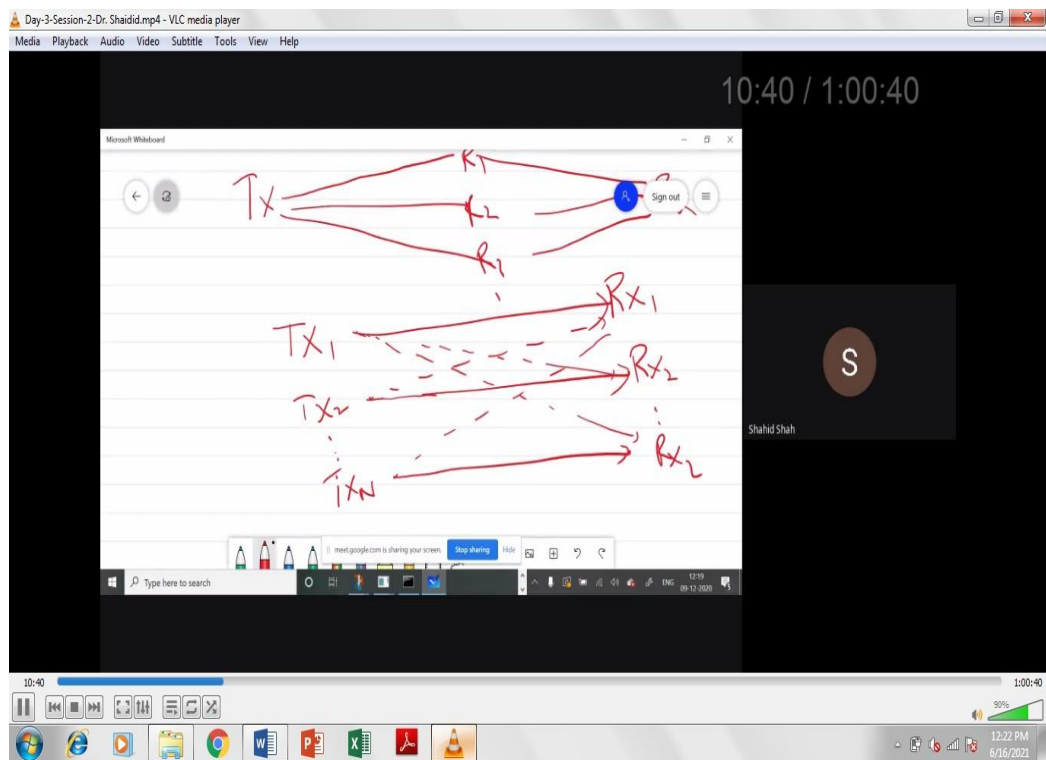 Day-3-Session-2-Dr. Shaidid.mp4 - VLC media player
Media Playback Audio Video Subtitle Tools View Help
10:40 / 1:00:40
Microsoft Whiteboard
Sign out
Tx R1
R2
TX1 RX1
TX2 RX2
TXN RX2
S
Shahid Shah
meet.google.com is sharing your screen. Stop sharing Hide
Type here to search
ENG 12:19
09-12-2020
10:40 1:00:40
90%
12:22 PM
6/16/2021